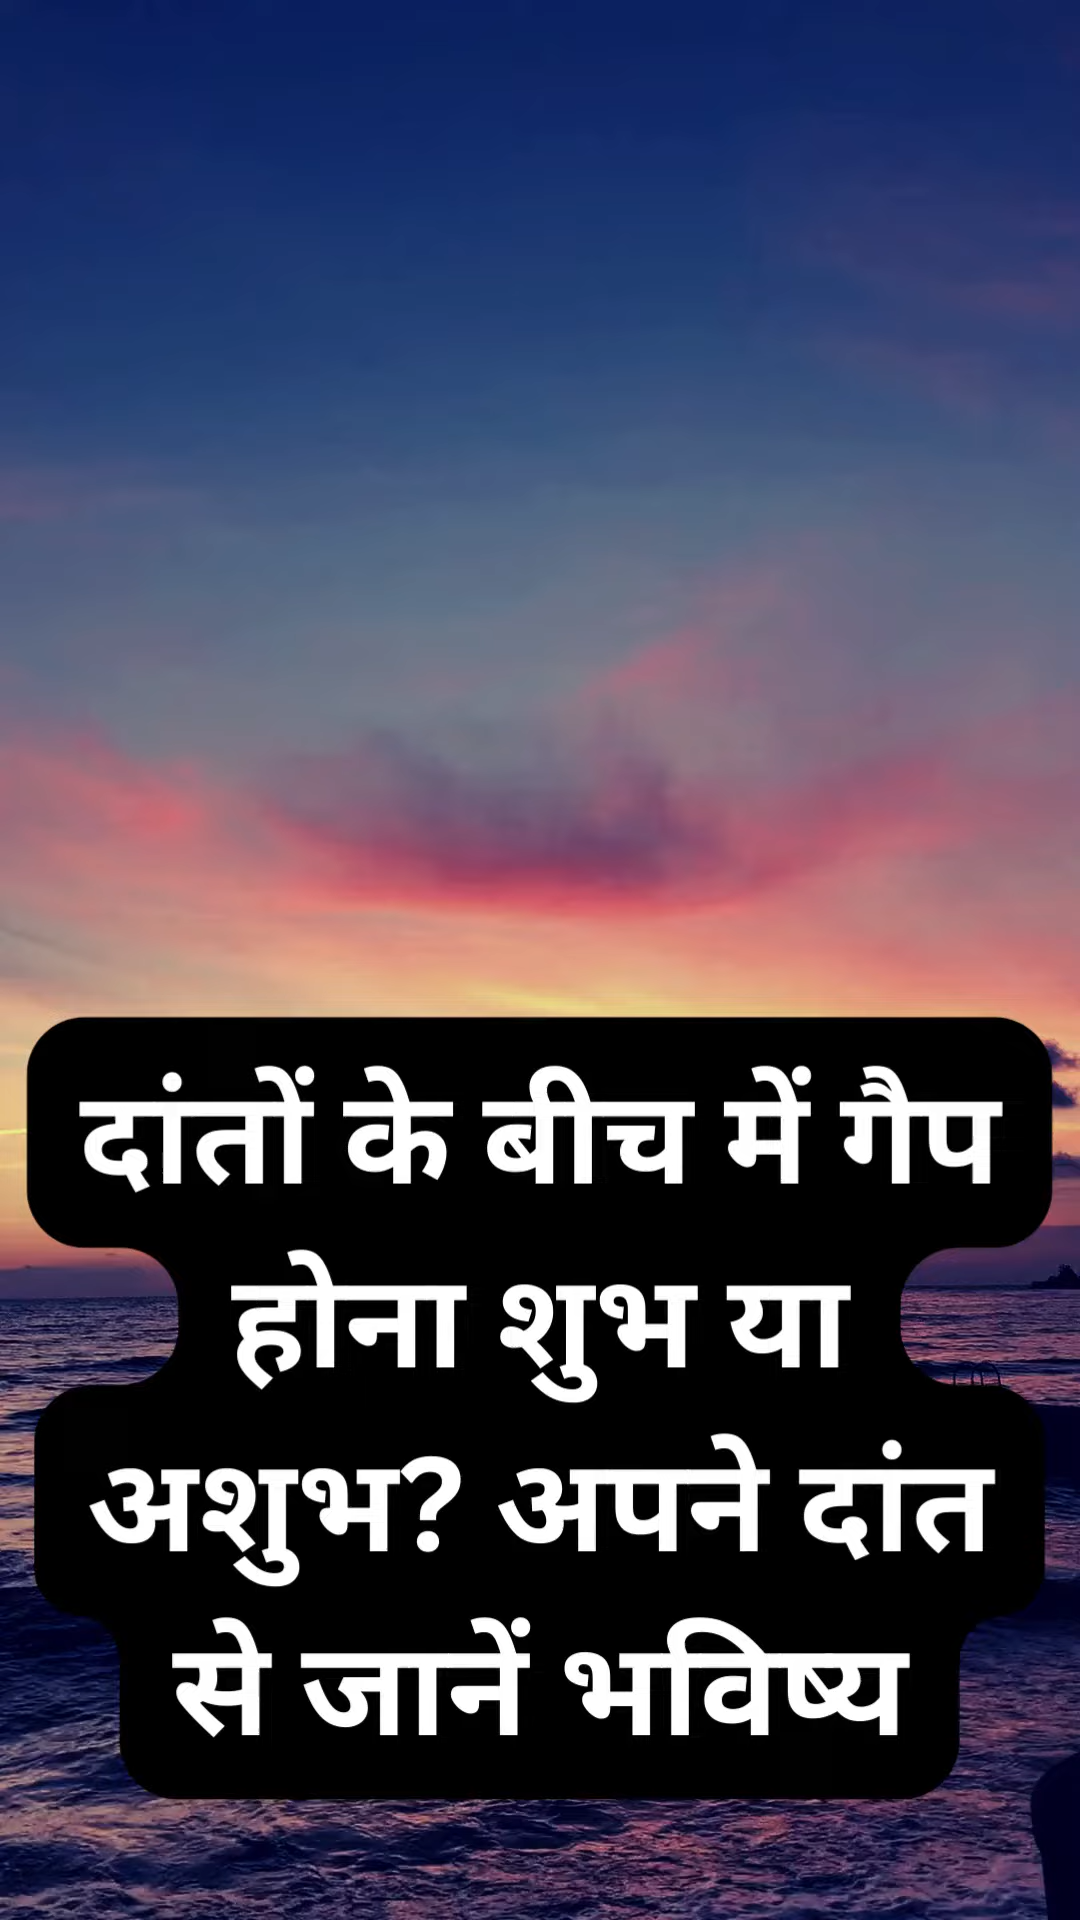 दांतों के बीच में गैप
होना शुभ या
अशुभ? अपने दांत
से जानें भविष्य